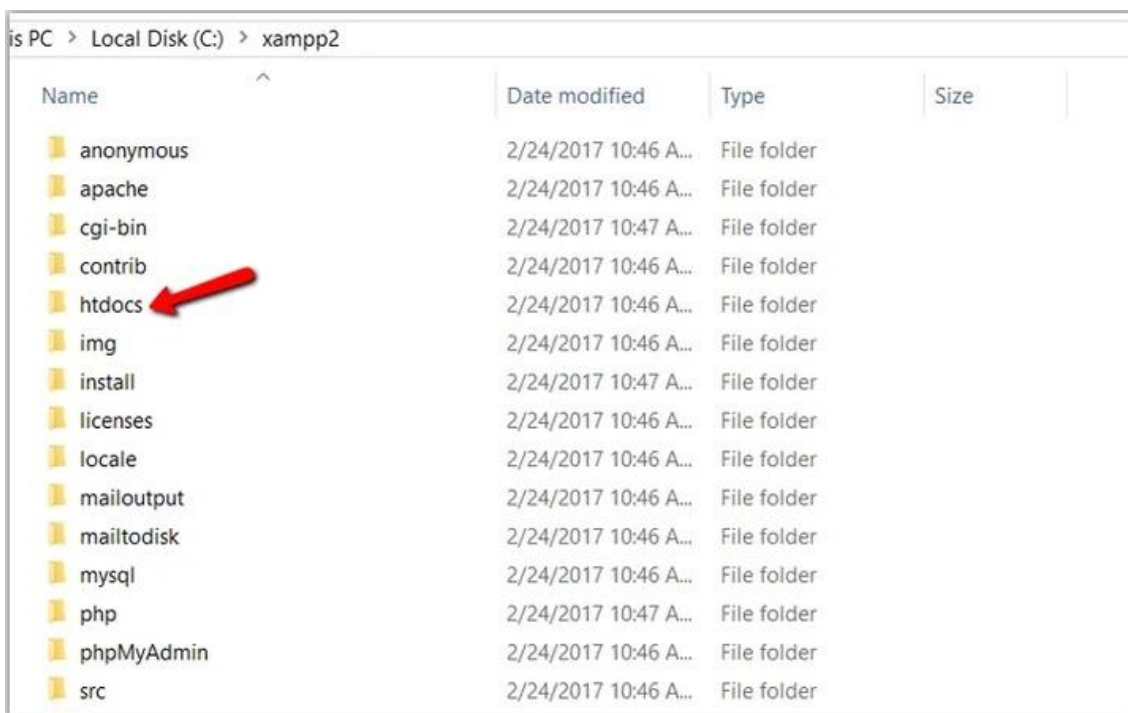 is PC > Local Disk (C:) > xampp2
Name Date modified Type Size
anonymous 2/24/2017 10:46 A... File folder
apache 2/24/2017 10:46 A... File folder
cgi-bin 2/24/2017 10:47 A... File folder
contrib 2/24/2017 10:46 A... File folder
htdocs 2/24/2017 10:46 A... File folder
img 2/24/2017 10:46 A... File folder
install 2/24/2017 10:47 A... File folder
licenses 2/24/2017 10:46 A... File folder
locale 2/24/2017 10:46 A... File folder
mailoutput 2/24/2017 10:46 A... File folder
mailtodisk 2/24/2017 10:46 A... File folder
mysql 2/24/2017 10:46 A... File folder
php 2/24/2017 10:47 A... File folder
phpMyAdmin 2/24/2017 10:46 A... File folder
src 2/24/2017 10:46 A... File folder